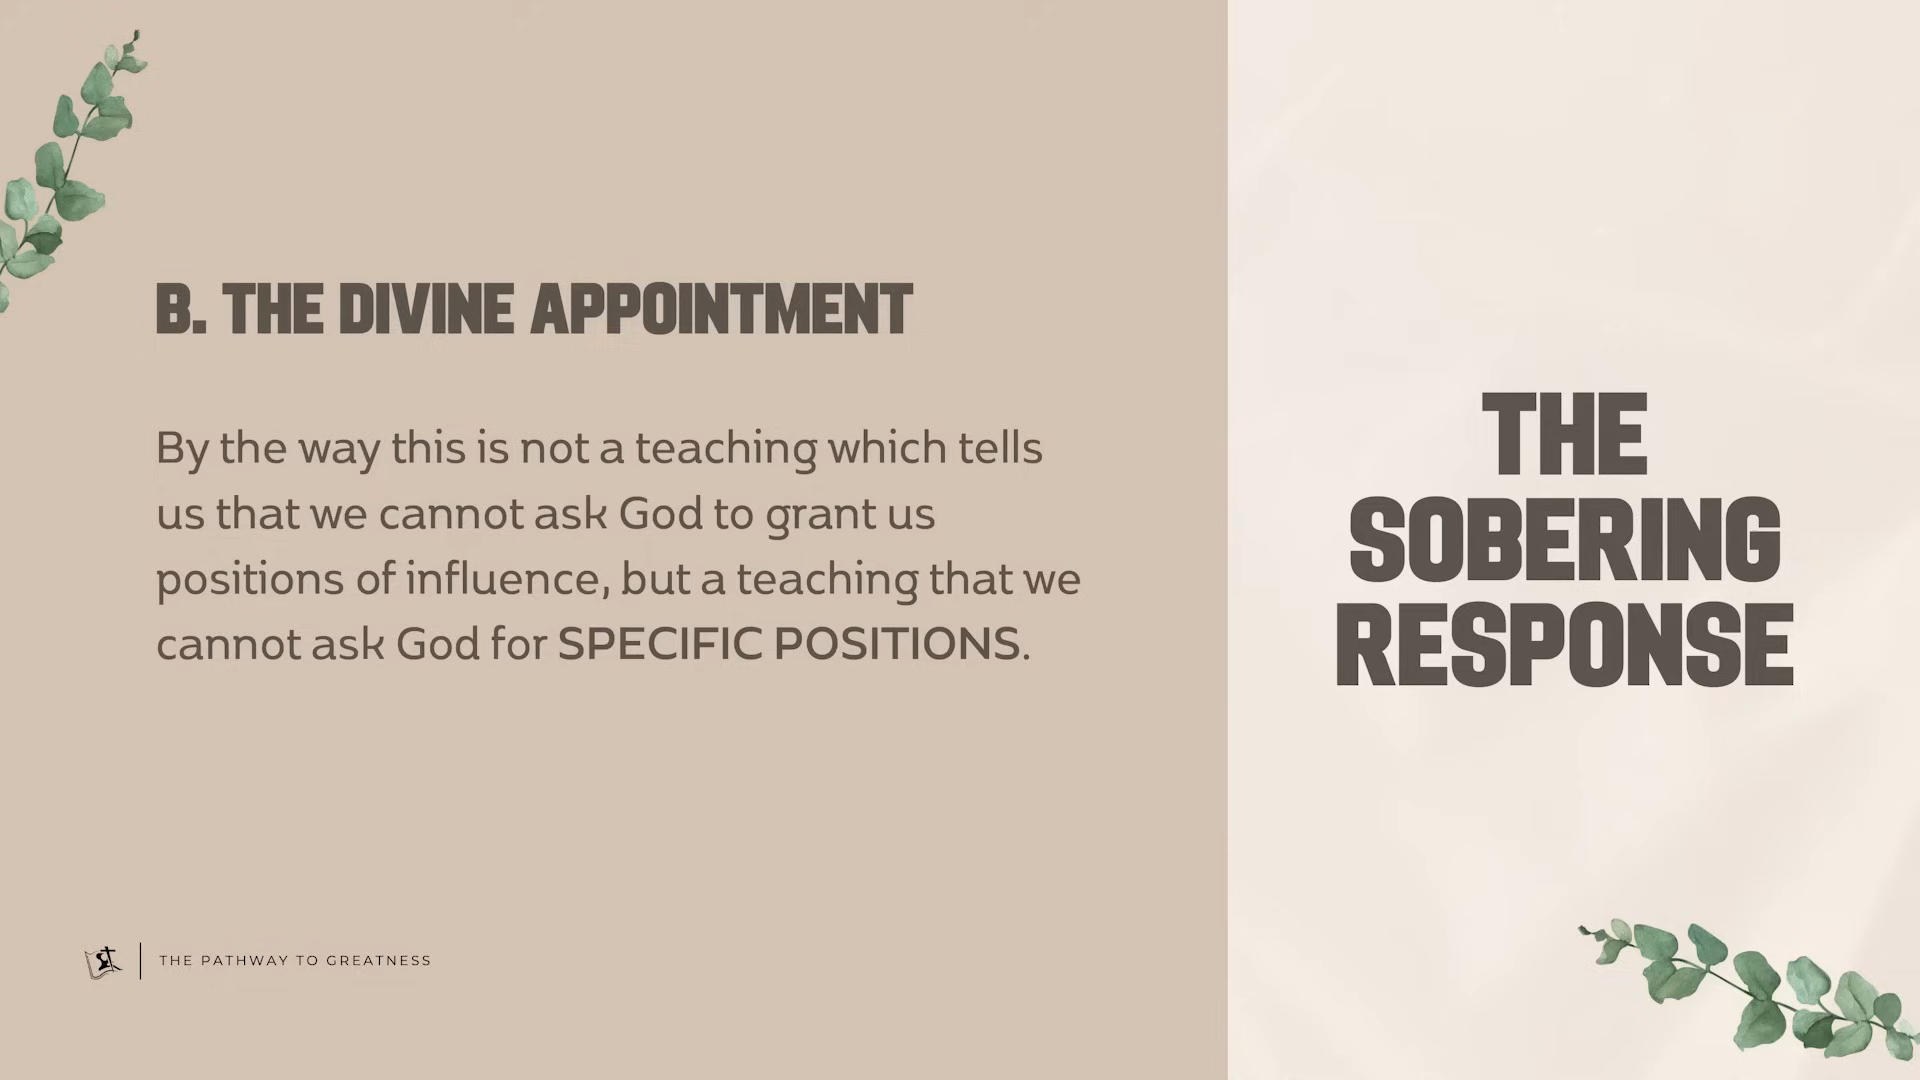 B. THE DIVINE APPOINTMENT
By the way this is not a teaching which tells
us that we cannot ask God to grant us
positions of influence, but a teaching that we
cannot ask God for SPECIFIC POSITIONS.
THE PATHWAY TO GREATNESS
THE
SOBERING
RESPONSE